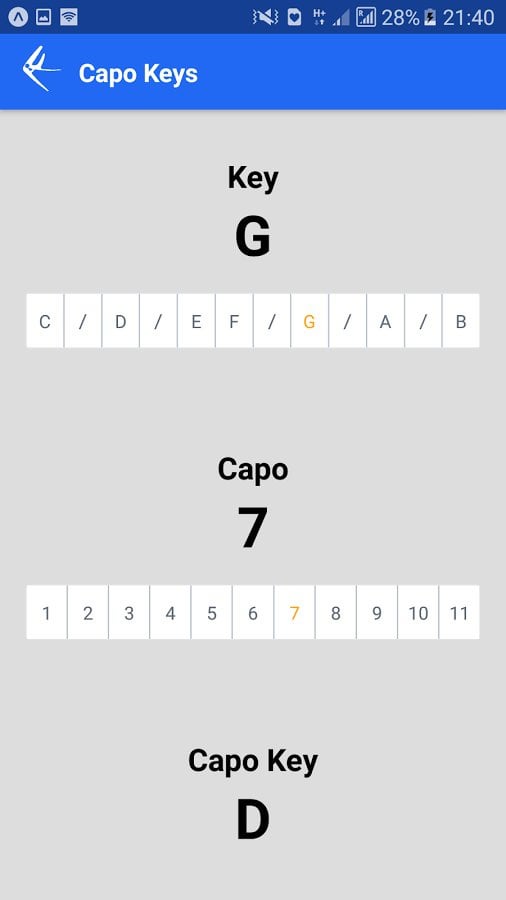 H+ R 28% 21:40
Capo Keys
Key
G
C / D / E F / G / A / B
Capo
7
1 2 3 4 5 6 7 8 9 10 11
Capo Key
D